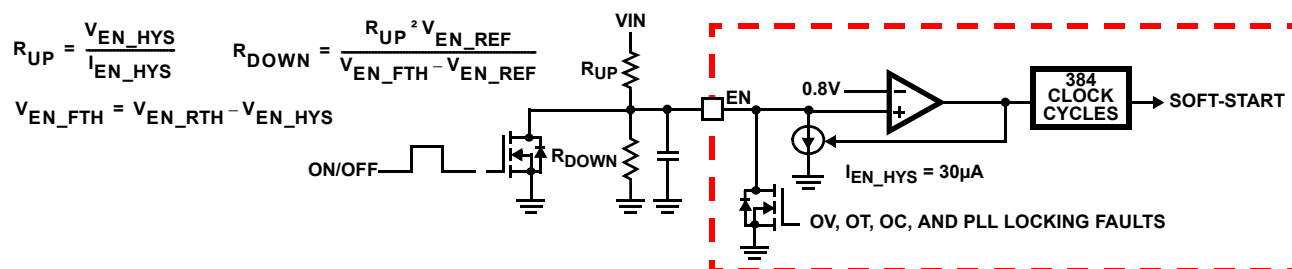 R_UP = V_EN_HYS / I_EN_HYS
R_DOWN = R_UP ² V_EN_REF / V_EN_FTH – V_EN_REF
V_EN_FTH = V_EN_RTH – V_EN_HYS
VIN
R_UP
R_DOWN
ON/OFF
EN
0.8V
−
+
I_EN_HYS = 30µA
384
CLOCK
CYCLES
SOFT-START
OV, OT, OC, AND PLL LOCKING FAULTS